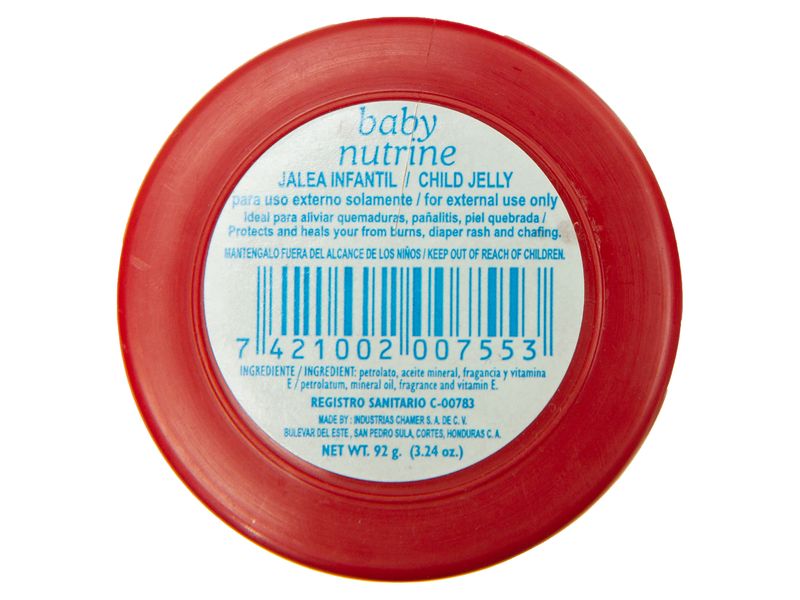 baby
nutrine
JALEA INFANTIL / CHILD JELLY
para uso externo solamente / for external use only
Ideal para aliviar quemaduras, pañalitis, piel quebrada /
Protects and heals your from burns, diaper rash and chafing.
MANTENGALO FUERA DEL ALCANCE DE LOS NIÑOS / KEEP OUT OF REACH OF CHILDREN.
7 421002 007553
INGREDIENTE / INGREDIENT: petrolato, aceite mineral, fragancia y vitamina
E / petrolatum, mineral oil, fragrance and vitamin E.
REGISTRO SANITARIO C-00783
MADE BY : INDUSTRIAS CHAMER S. A. DE C. V.
BULEVAR DEL ESTE , SAN PEDRO SULA, CORTES, HONDURAS C. A.
NET WT. 92 g. (3.24 oz.)